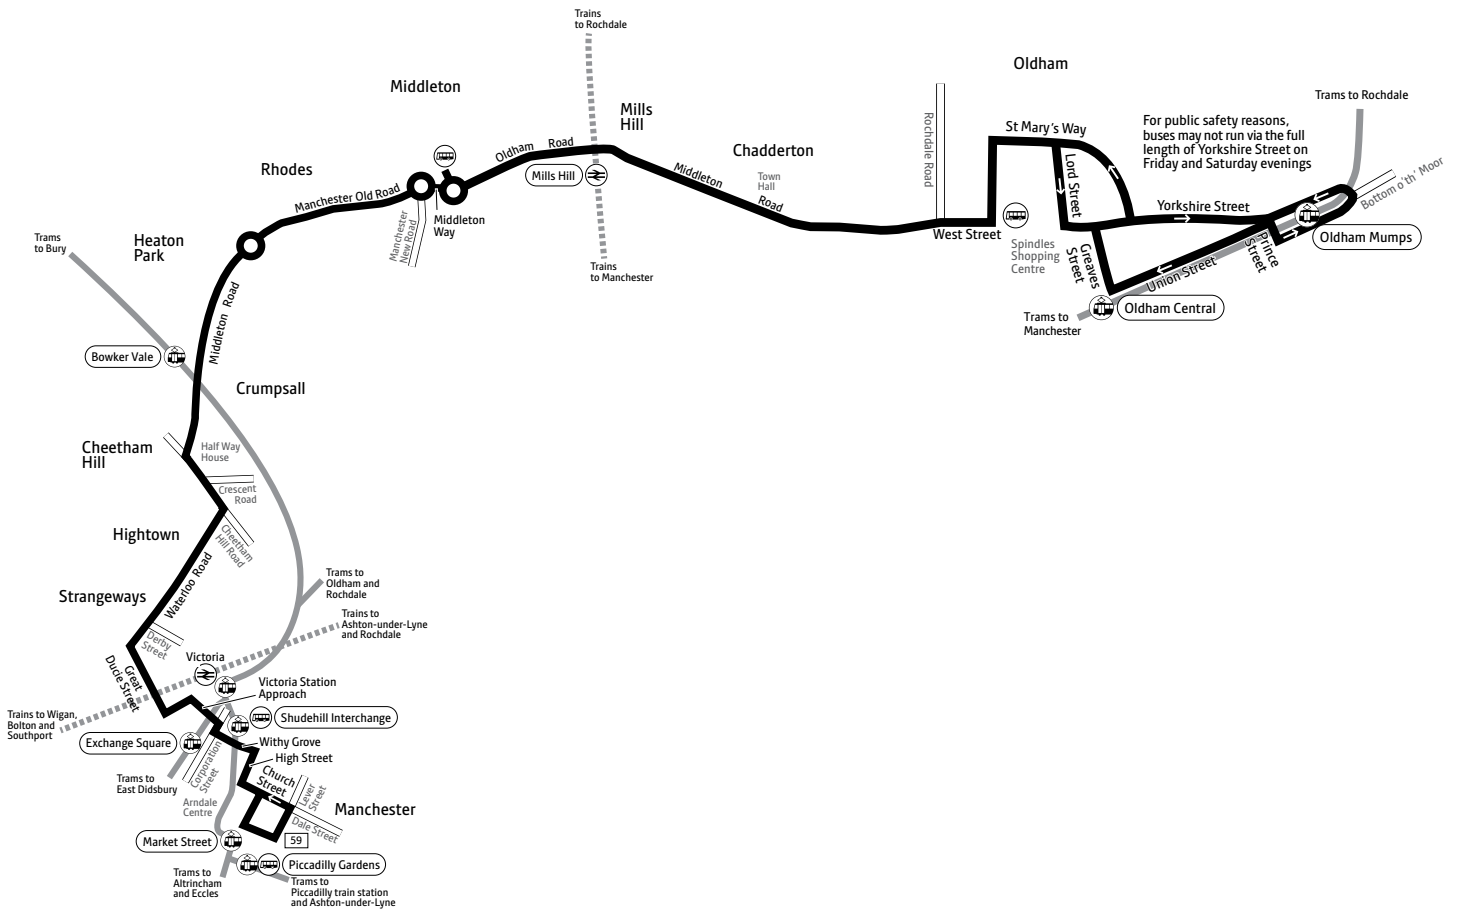 Trains
to Rochdale
Oldham
Middleton
Mills
Hill
Trams to Rochdale
For public safety reasons,
buses may not run via the full
length of Yorkshire Street on
Friday and Saturday evenings
St Mary's Way
Rochdale Road
Lord Street
Chadderton
Oldham Road
Rhodes
Mills Hill
Middleton
Road
Town
Hall
Bottom o'th' Moor
Manchester Old Road
Yorkshire Street
Middleton
Way
Manchester
New Road
West Street
Spindles
Shopping
Centre
Greaves
Street
Prince
Street
Oldham Mumps
Trams
to Bury
Heaton
Park
Trains
to Manchester
Union Street
Oldham Central
Trams to
Manchester
Middleton Road
Bowker Vale
Crumpsall
Cheetham
Hill
Half Way
House
Crescent
Road
Hightown
Cheetham
Hill Road
Waterloo Road
Strangeways
Trams to
Oldham and
Rochdale
Trains to
Ashton-under-Lyne
and Rochdale
Derby
Street
Victoria
Great
Ducie Street
Victoria Station
Approach
Trains to Wigan,
Bolton and
Southport
Shudehill Interchange
Exchange Square
Withy Grove
High Street
Corporation
Street
Trams to
East Didsbury
Church
Street
Lever
Street
Arndale
Centre
Manchester
Dale Street
Market Street
59
Piccadilly Gardens
Trams to
Altrincham
and Eccles
Trams to
Piccadilly train station
and Ashton-under-Lyne